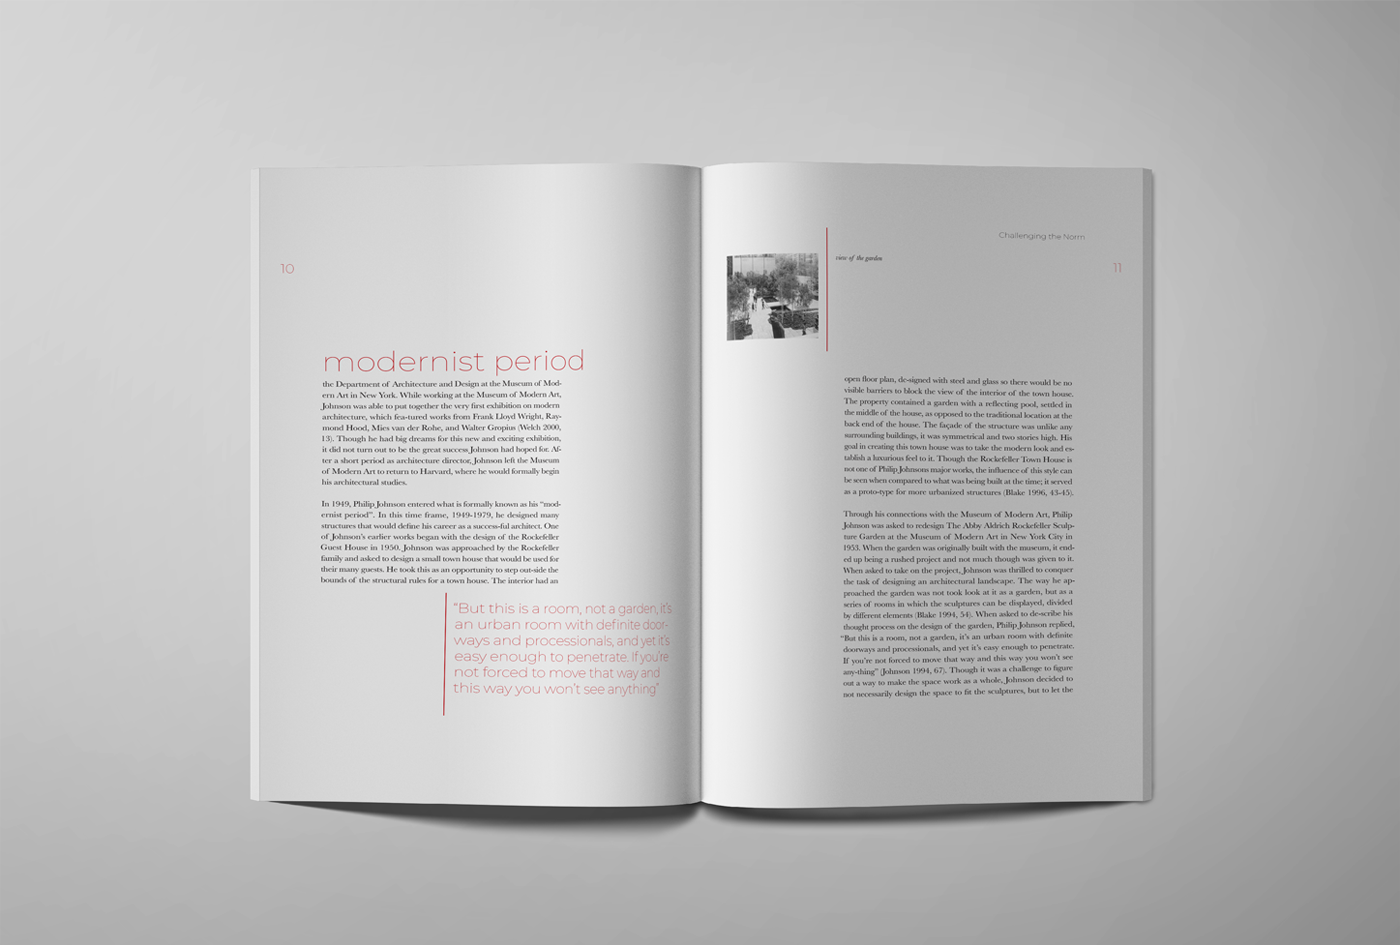 10
modernist period
the Department of Architecture and Design at the Museum of Mod-
ern Art in New York. While working at the Museum of Modern Art,
Johnson was able to put together the very first exhibition on modern
architecture, which fea-tured works from Frank Lloyd Wright, Ray-
mond Hood, Mies van der Rohe, and Walter Gropius (Welch 2000,
13). Though he had big dreams for this new and exciting exhibition,
it did not turn out to be the great success Johnson had hoped for. Af-
ter a short period as architecture director, Johnson left the Museum
of Modern Art to return to Harvard, where he would formally begin
his architectural studies.
In 1949, Philip Johnson entered what is formally known as his "mod-
ernist period". In this time frame, 1949-1979, he designed many
structures that would define his career as a success-ful architect. One
of Johnson's earlier works began with the design of the Rockefeller
Guest House in 1950. Johnson was approached by the Rockefeller
family and asked to design a small town house that would be used for
their many guests. He took this as an opportunity to step out-side the
bounds of the structural rules for a town house. The interior had an
"But this is a room, not a garden, it's
an urban room with definite door-
ways and processionals, and yet it's
easy enough to penetrate. If you're
not forced to move that way and
this way you won't see anything"
Challenging the Norm
view of the garden
11
open floor plan, de-signed with steel and glass so there would be no
visible barriers to block the view of the interior of the town house.
The property contained a garden with a reflecting pool, settled in
the middle of the house, as opposed to the traditional location at the
back end of the house. The façade of the structure was unlike any
surrounding buildings, it was symmetrical and two stories high. His
goal in creating this town house was to take the modern look and es-
tablish a luxurious feel to it. Though the Rockefeller Town House is
not one of Philip Johnsons major works, the influence of this style can
be seen when compared to what was being built at the time; it served
as a proto-type for more urbanized structures (Blake 1996, 43-45).
Through his connections with the Museum of Modern Art, Philip
Johnson was asked to redesign The Abby Aldrich Rockefeller Sculp-
ture Garden at the Museum of Modern Art in New York City in
1953. When the garden was originally built with the museum, it end-
ed up being a rushed project and not much though was given to it.
When asked to take on the project, Johnson was thrilled to conquer
the task of designing an architectural landscape. The way he ap-
proached the garden was not took look at it as a garden, but as a
series of rooms in which the sculptures can be displayed, divided
by different elements (Blake 1994, 54). When asked to de-scribe his
thought process on the design of the garden, Philip Johnson replied,
"But this is a room, not a garden, it's an urban room with definite
doorways and processionals, and yet it's easy enough to penetrate.
If you're not forced to move that way and this way you won't see
any-thing" (Johnson 1994, 67). Though it was a challenge to figure
out a way to make the space work as a whole, Johnson decided to
not necessarily design the space to fit the sculptures, but to let the